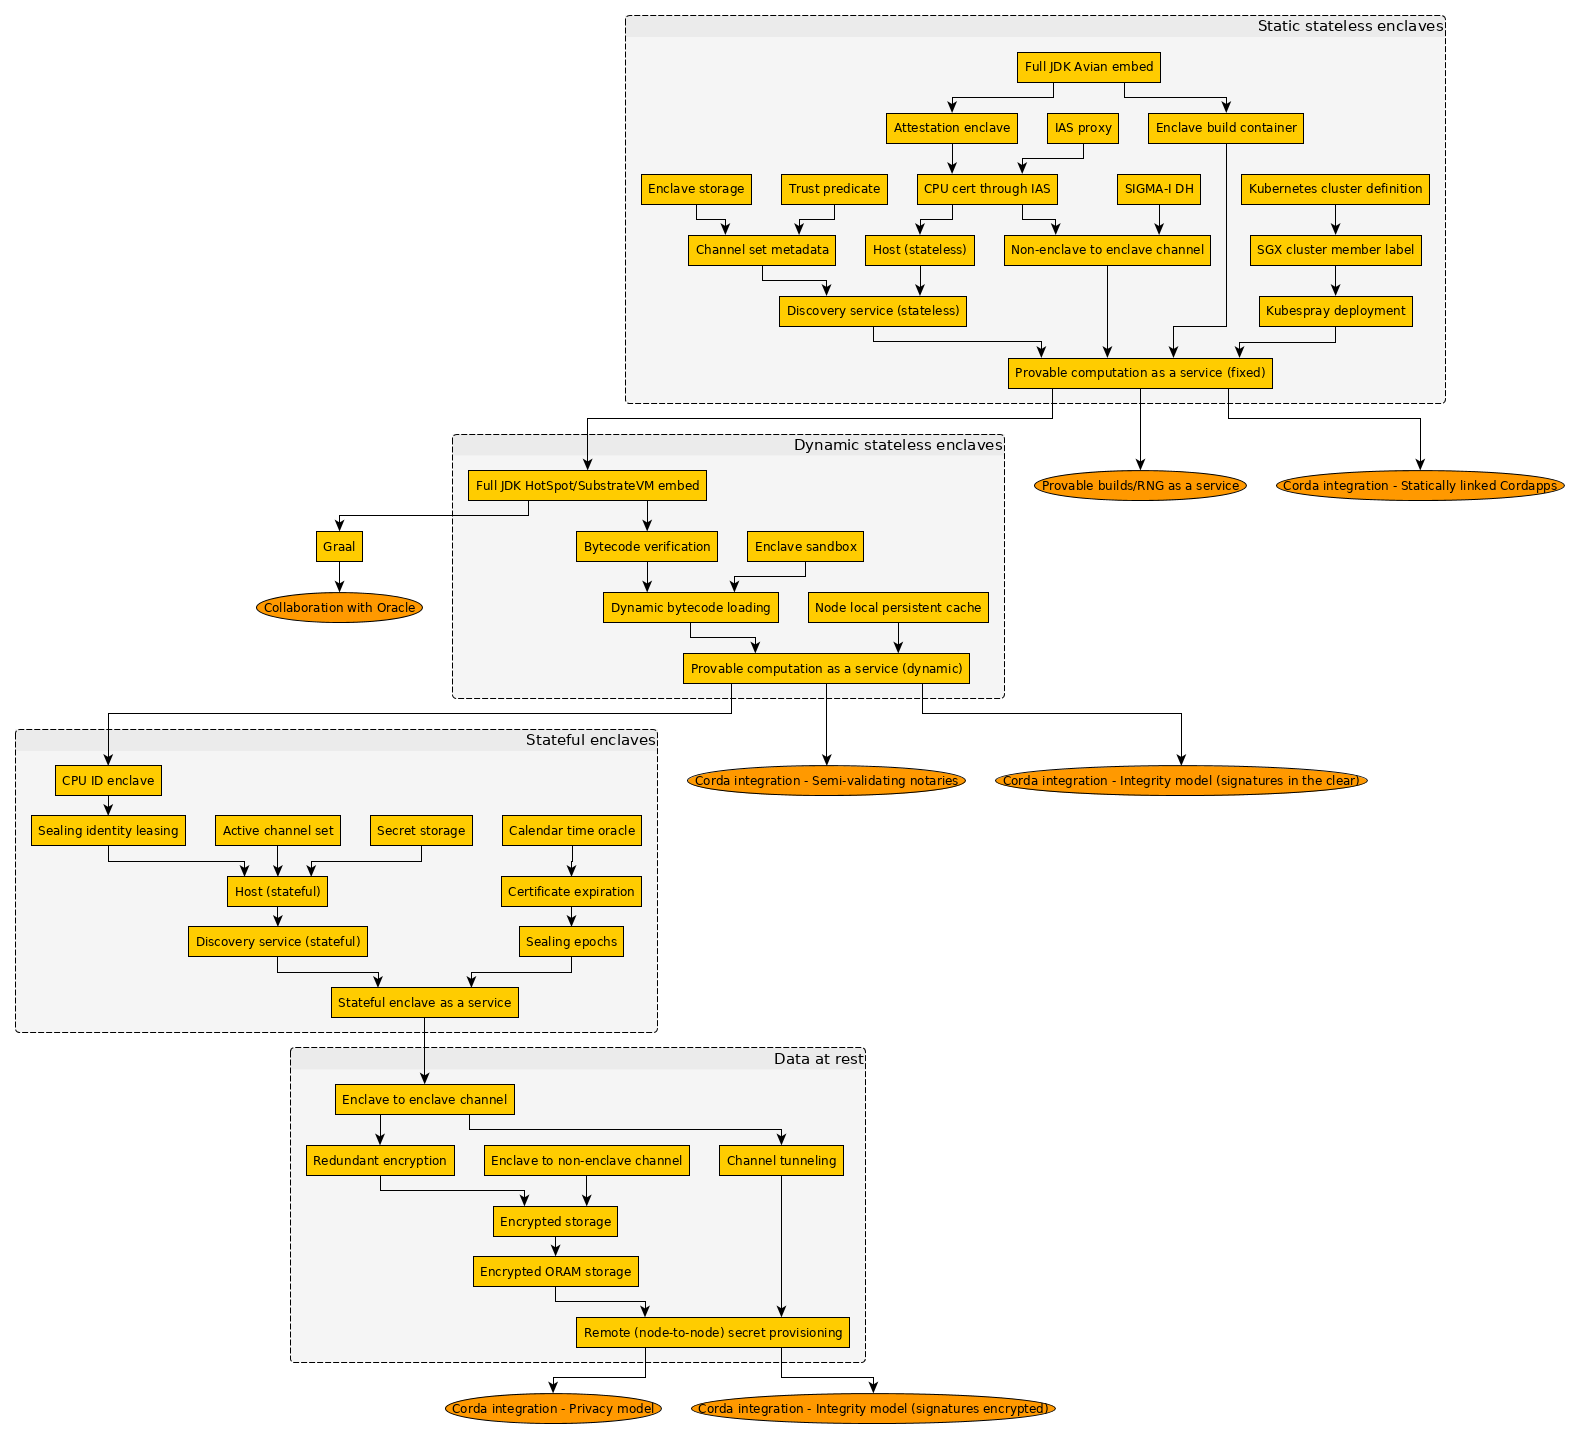 Static stateless enclaves
Full JDK Avian embed
Attestation enclave
IAS proxy
Enclave build container
Enclave storage
Trust predicate
CPU cert through IAS
SIGMA-I DH
Kubernetes cluster definition
Channel set metadata
Host (stateless)
Non-enclave to enclave channel
SGX cluster member label
Discovery service (stateless)
Kubespray deployment
Provable computation as a service (fixed)
Dynamic stateless enclaves
Full JDK HotSpot/SubstrateVM embed
Provable builds/RNG as a service
Corda integration - Statically linked Cordapps
Graal
Bytecode verification
Enclave sandbox
Collaboration with Oracle
Dynamic bytecode loading
Node local persistent cache
Provable computation as a service (dynamic)
Stateful enclaves
CPU ID enclave
Corda integration - Semi-validating notaries
Corda integration - Integrity model (signatures in the clear)
Sealing identity leasing
Active channel set
Secret storage
Calendar time oracle
Host (stateful)
Certificate expiration
Discovery service (stateful)
Sealing epochs
Stateful enclave as a service
Data at rest
Enclave to enclave channel
Redundant encryption
Enclave to non-enclave channel
Channel tunneling
Encrypted storage
Encrypted ORAM storage
Remote (node-to-node) secret provisioning
Corda integration - Privacy model
Corda integration - Integrity model (signatures encrypted)